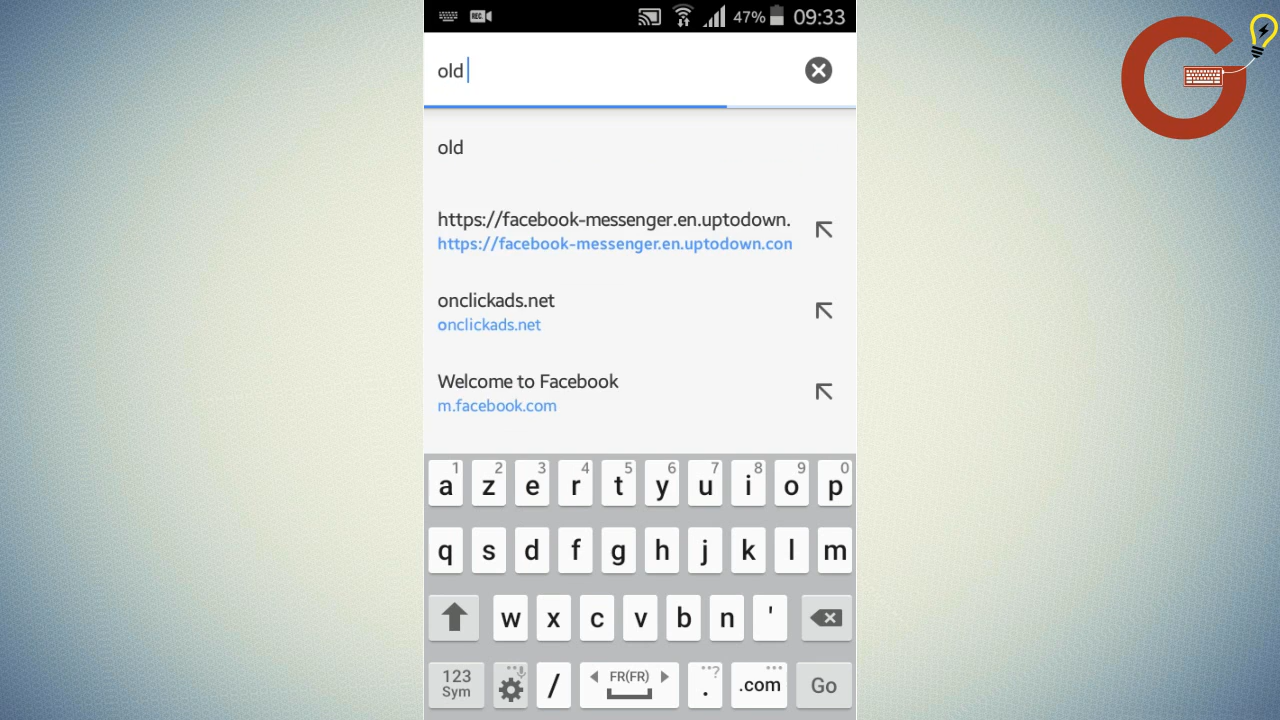 REC
47% 09:33
old
old
https://facebook-messenger.en.uptodown.
https://facebook-messenger.en.uptodown.con
onclickads.net
onclickads.net
Welcome to Facebook
m.facebook.com
1 2 3 4 5 6 7 8 9 0
a z e r t y u i o p
q s d f g h j k l m
w x c v b n '
123 / FR(FR) . .com Go
Sym
G